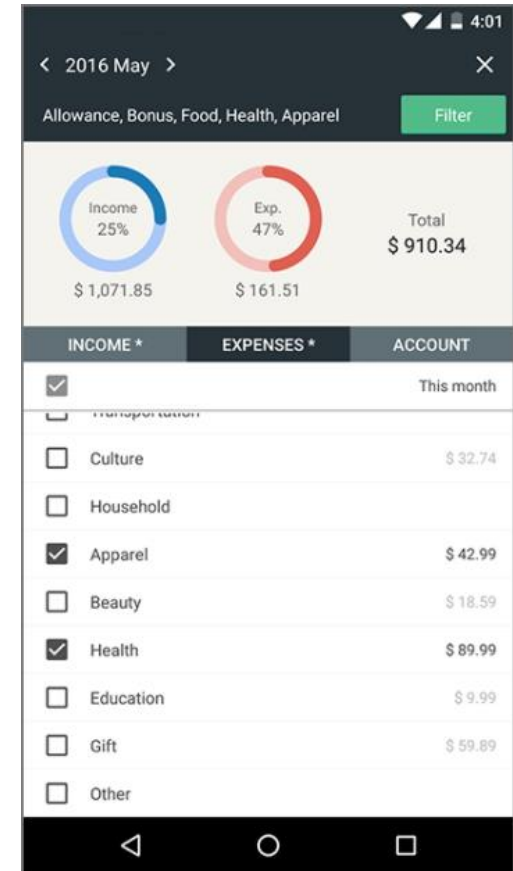 4:01
< 2016 May >
Allowance, Bonus, Food, Health, Apparel Filter
Income
25%
$ 1,071.85
Exp.
47%
$ 161.51
Total
$ 910.34
INCOME * EXPENSES * ACCOUNT
This month
Transportation
Culture $ 32.74
Household
Apparel $ 42.99
Beauty $ 18.59
Health $ 89.99
Education $ 9.99
Gift $ 59.89
Other